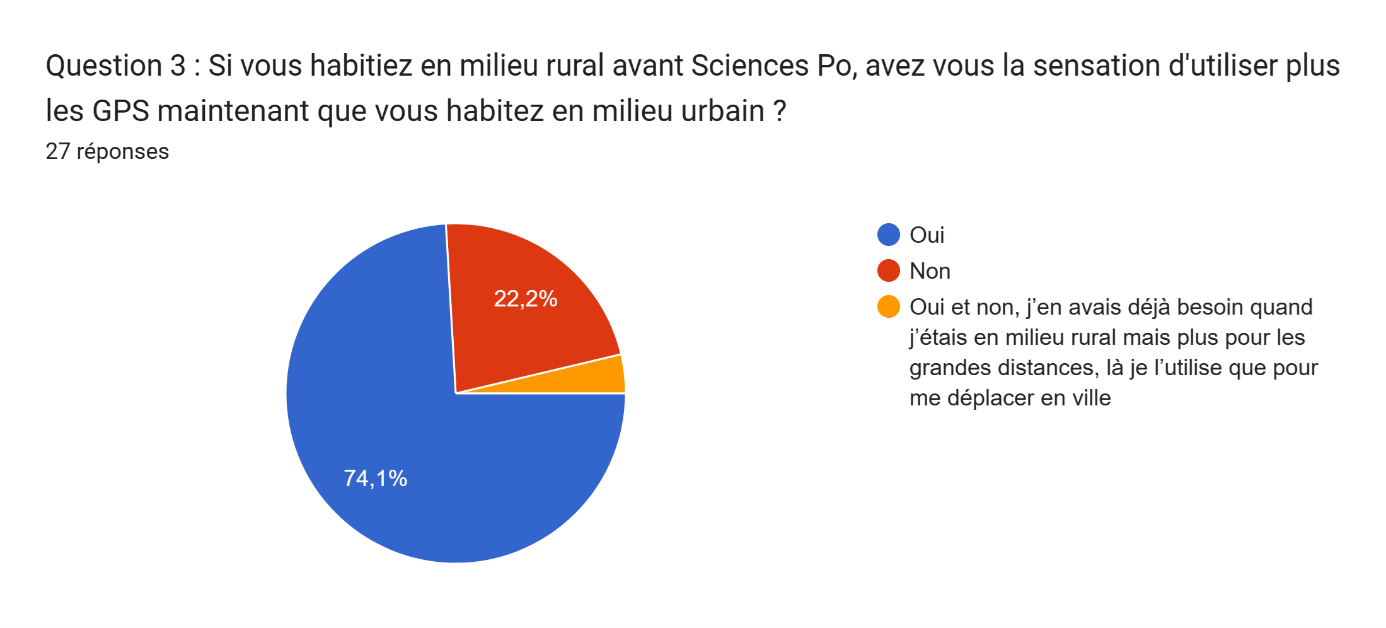 Question 3 : Si vous habitiez en milieu rural avant Sciences Po, avez vous la sensation d'utiliser plus
les GPS maintenant que vous habitez en milieu urbain ?
27 réponses
22,2%
74,1%
Oui
Non
Oui et non, j’en avais déjà besoin quand
j’étais en milieu rural mais plus pour les
grandes distances, là je l’utilise que pour
me déplacer en ville